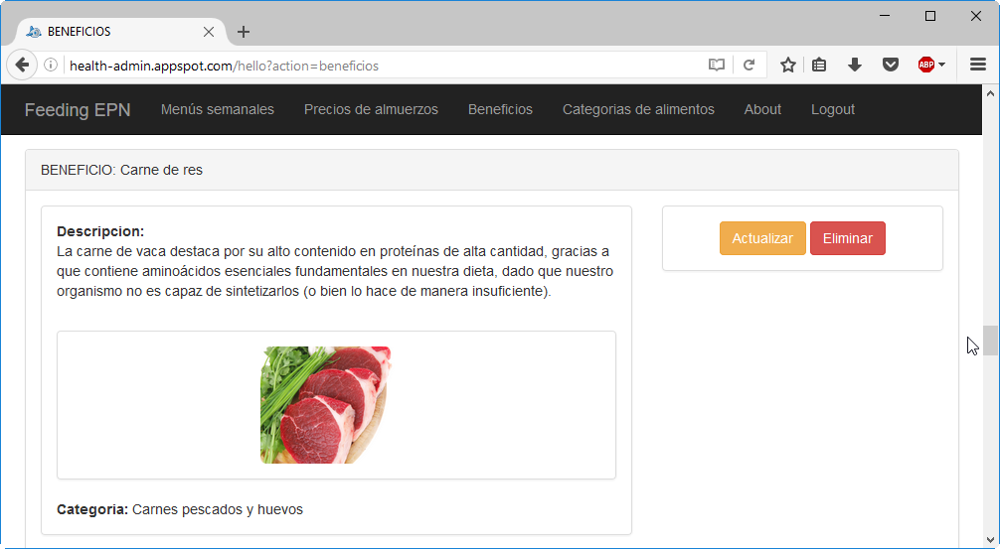 BENEFICIOS
health-admin.appspot.com/hello?action=beneficios
ABP
Feeding EPN Menús semanales Precios de almuerzos Beneficios Categorias de alimentos About Logout
BENEFICIO: Carne de res
Descripcion:
La carne de vaca destaca por su alto contenido en proteínas de alta cantidad, gracias a
que contiene aminoácidos esenciales fundamentales en nuestra dieta, dado que nuestro
organismo no es capaz de sintetizarlos (o bien lo hace de manera insuficiente).
Categoria: Carnes pescados y huevos
Actualizar Eliminar